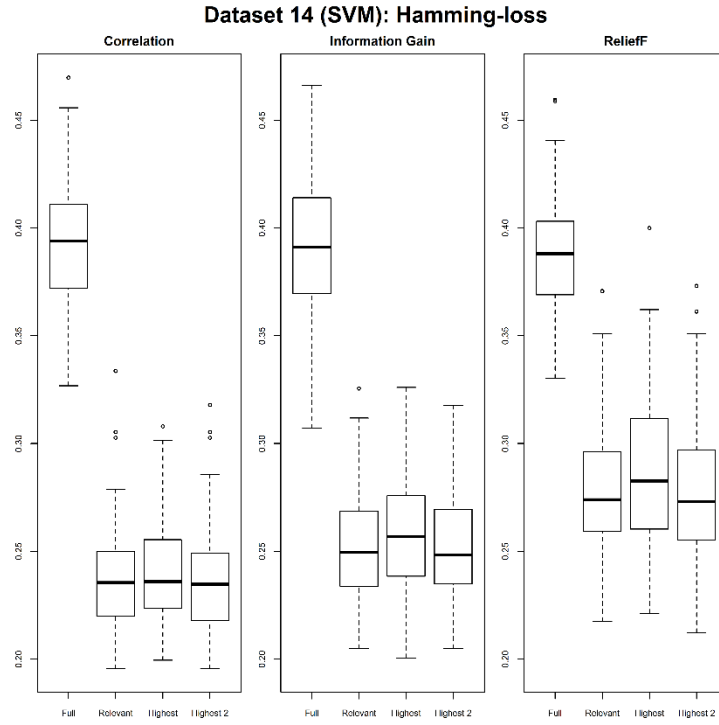 Dataset 14 (SVM): Hamming-loss
Correlation
0.45
0.40
0.35
0.30
0.25
0.20
Full Relevant Highest Highest 2
Information Gain
0.45
0.40
0.35
0.30
0.25
0.20
Full Relevant Highest Highest 2
ReliefF
0.45
0.40
0.35
0.30
0.25
0.20
Full Relevant Highest Highest 2